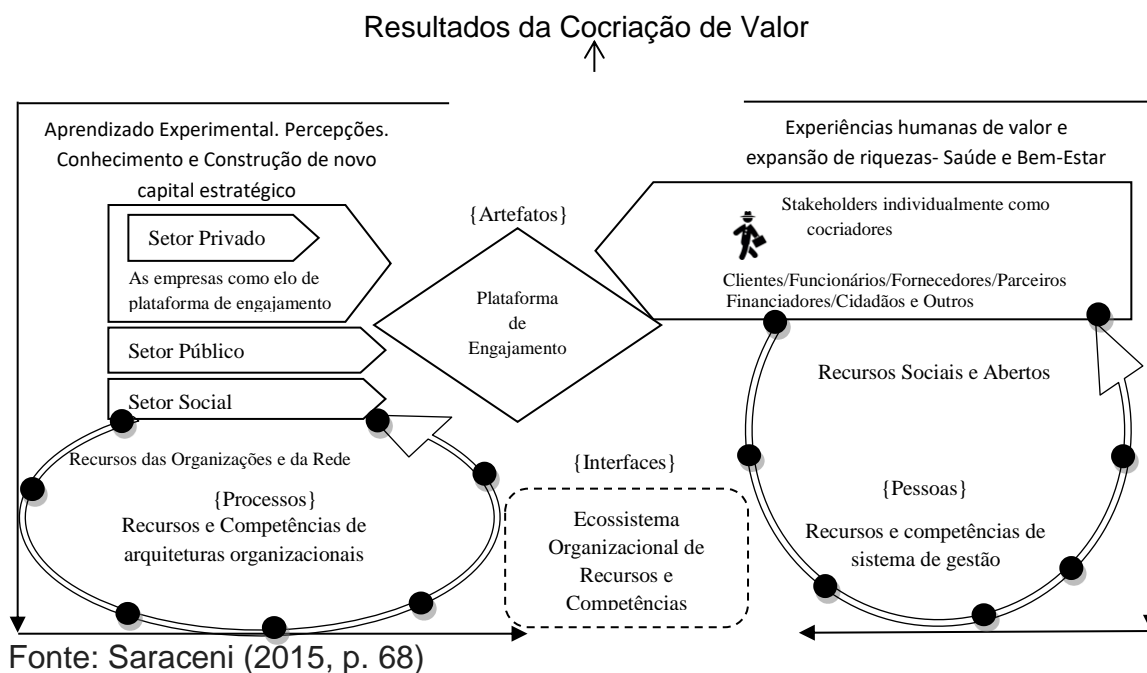 Resultados da Cocriação de Valor
Aprendizado Experimental. Percepções.
Conhecimento e Construção de novo
capital estratégico
Setor Privado
As empresas como elo de
plataforma de engajamento
Setor Público
Setor Social
Recursos das Organizações e da Rede
{Processos}
Recursos e Competências de
arquiteturas organizacionais
{Artefatos}
Plataforma
de
Engajamento
{Interfaces}
Ecossistema
Organizacional de
Recursos e
Competências
Experiências humanas de valor e
expansão de riquezas- Saúde e Bem-Estar
Stakeholders individualmente como
cocriadores
Clientes/Funcionários/Fornecedores/Parceiros
Financiadores/Cidadãos e Outros
Recursos Sociais e Abertos
{Pessoas}
Recursos e competências de
sistema de gestão
Fonte: Saraceni (2015, p. 68)